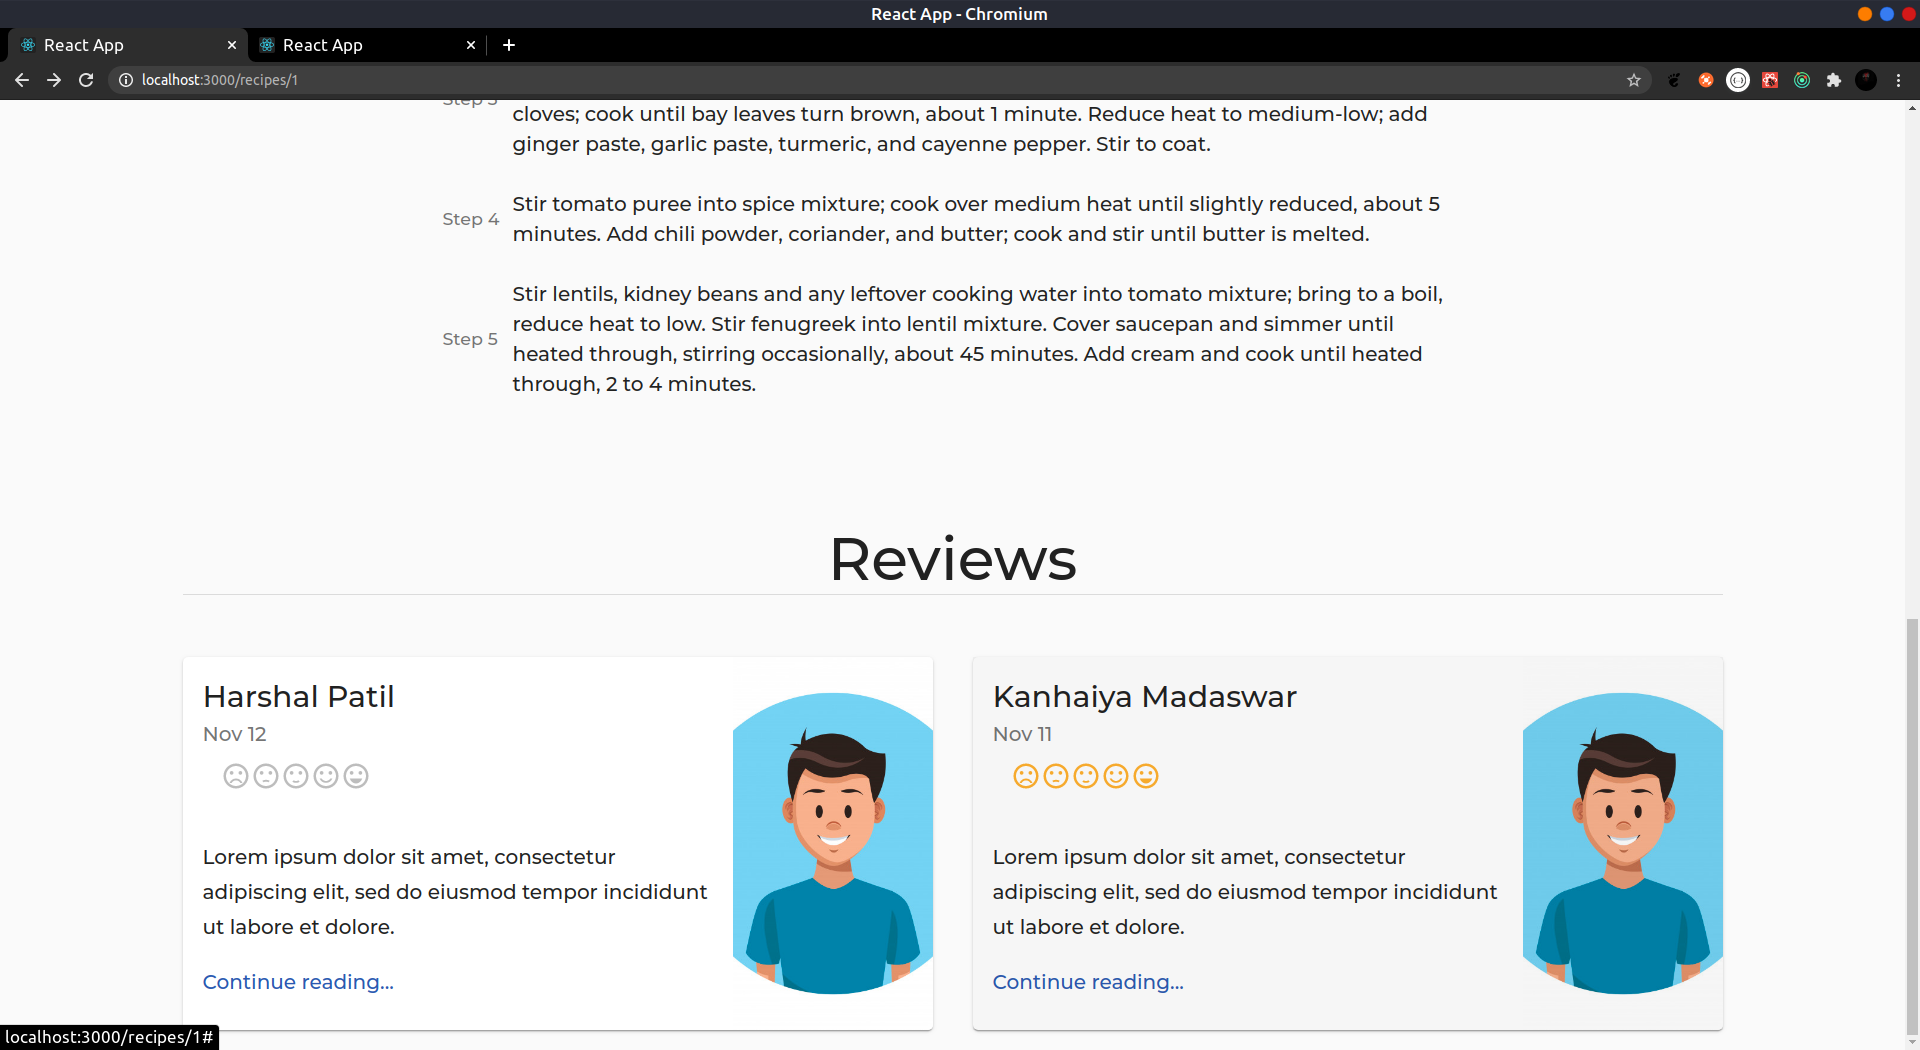 React App - Chromium
React App
React App
localhost:3000/recipes/1
Step 3
cloves; cook until bay leaves turn brown, about 1 minute. Reduce heat to medium-low; add
ginger paste, garlic paste, turmeric, and cayenne pepper. Stir to coat.
Step 4
Stir tomato puree into spice mixture; cook over medium heat until slightly reduced, about 5
minutes. Add chili powder, coriander, and butter; cook and stir until butter is melted.
Step 5
Stir lentils, kidney beans and any leftover cooking water into tomato mixture; bring to a boil,
reduce heat to low. Stir fenugreek into lentil mixture. Cover saucepan and simmer until
heated through, stirring occasionally, about 45 minutes. Add cream and cook until heated
through, 2 to 4 minutes.
Reviews
Harshal Patil
Nov 12
Lorem ipsum dolor sit amet, consectetur
adipiscing elit, sed do eiusmod tempor incididunt
ut labore et dolore.
Continue reading...
Kanhaiya Madaswar
Nov 11
Lorem ipsum dolor sit amet, consectetur
adipiscing elit, sed do eiusmod tempor incididunt
ut labore et dolore.
Continue reading...
localhost:3000/recipes/1#